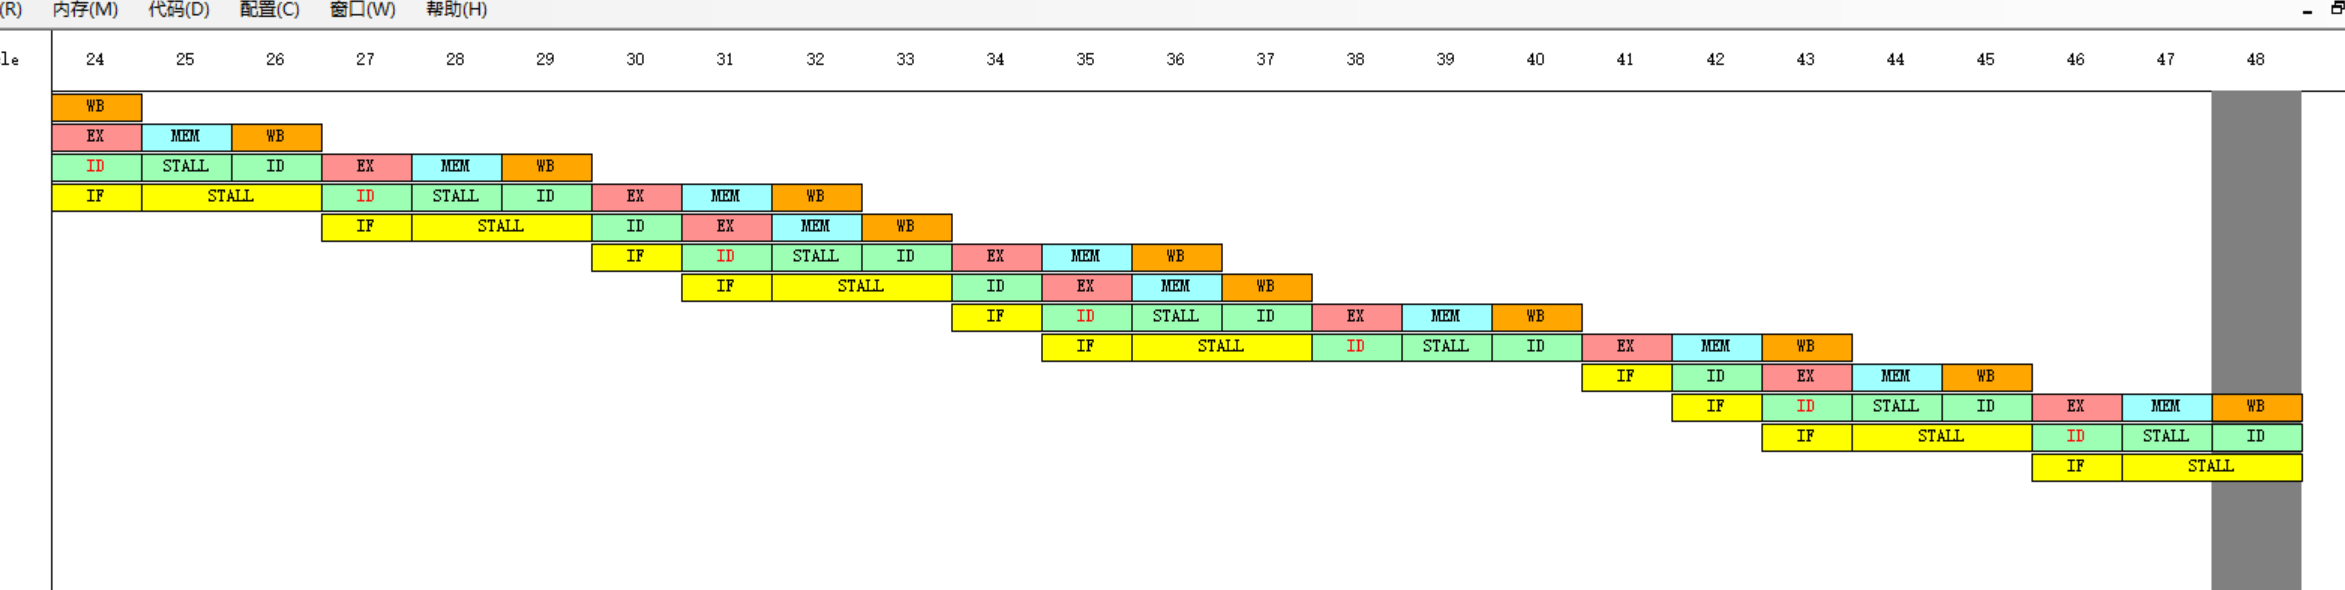 (R) 内存(M) 代码(D) 配置(C) 窗口(W) 帮助(H)
le 24 25 26 27 28 29 30 31 32 33 34 35 36 37 38 39 40 41 42 43 44 45 46 47 48
WB
EX MEM WB
ID STALL ID EX MEM WB
IF STALL ID STALL ID EX MEM WB
IF STALL ID EX MEM WB
IF ID STALL ID EX MEM WB
IF STALL ID EX MEM WB
IF ID STALL ID EX MEM WB
IF STALL ID STALL ID EX MEM WB
IF ID EX MEM WB
IF ID STALL ID EX MEM WB
IF STALL ID STALL ID
IF STALL